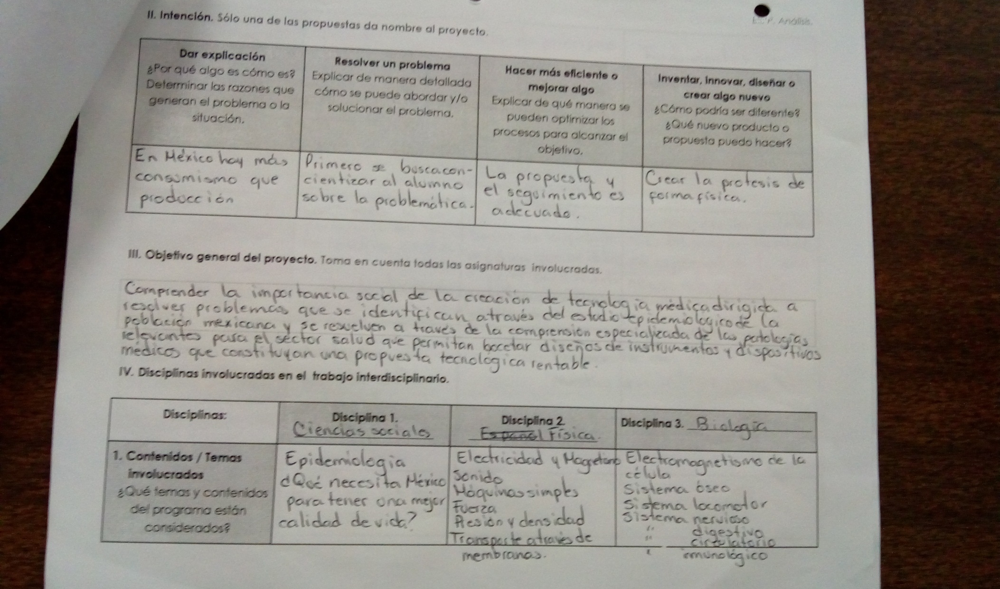 E.I.P. Análisis.
II. Intención. Sólo una de las propuestas da nombre al proyecto.
Dar explicación
¿Por qué algo es cómo es?
Determinar las razones que
generan el problema o la
situación.
Resolver un problema
Explicar de manera detallada
cómo se puede abordar y/o
solucionar el problema.
Hacer más eficiente o
mejorar algo
Explicar de qué manera se
pueden optimizar los
procesos para alcanzar el
objetivo.
Inventar, innovar, diseñar o
crear algo nuevo
¿Cómo podría ser diferente?
¿Qué nuevo producto o
propuesta puedo hacer?
En México hay más
consumismo que
producción
Primero se busca con-
cientizar al alumno
sobre la problemática.
La propuesta y
el seguimiento es
adecuado.
Crear la protesis de
forma física.
III. Objetivo general del proyecto. Toma en cuenta todas las asignaturas involucradas.
Comprender la importancia social de la creación de tecnología médica dirigida a
resolver problemas que se identifican através del estudio epidemiologico de la
población mexicana y se resuelven a través de la comprensión especializada de las patologías
relevantes para el sector salud que permitan bocetar diseños de instrumentos y dispositivos
medicos que constituyan una propuesta tecnológica rentable.
IV. Disciplinas involucradas en el trabajo interdisciplinario.
Disciplinas:
Disciplina 1.
Ciencias sociales
Disciplina 2.
Español Física.
Disciplina 3. Biología
1. Contenidos / Temas
involucrados
¿Qué temas y contenidos
del programa están
considerados?
Epidemiología
¿Qué necesita México
para tener una mejor
calidad de vida?
Electricidad y Magnetismo
Sonido
Máquinas simples
Fuerza
Presión y densidad
Transporte através de
membranas.
Electromagnetismo de la
célula
Sistema óseo
Sistema locomotor
Sistema nervioso
" digestivo
" circulatorio
" inmunológico